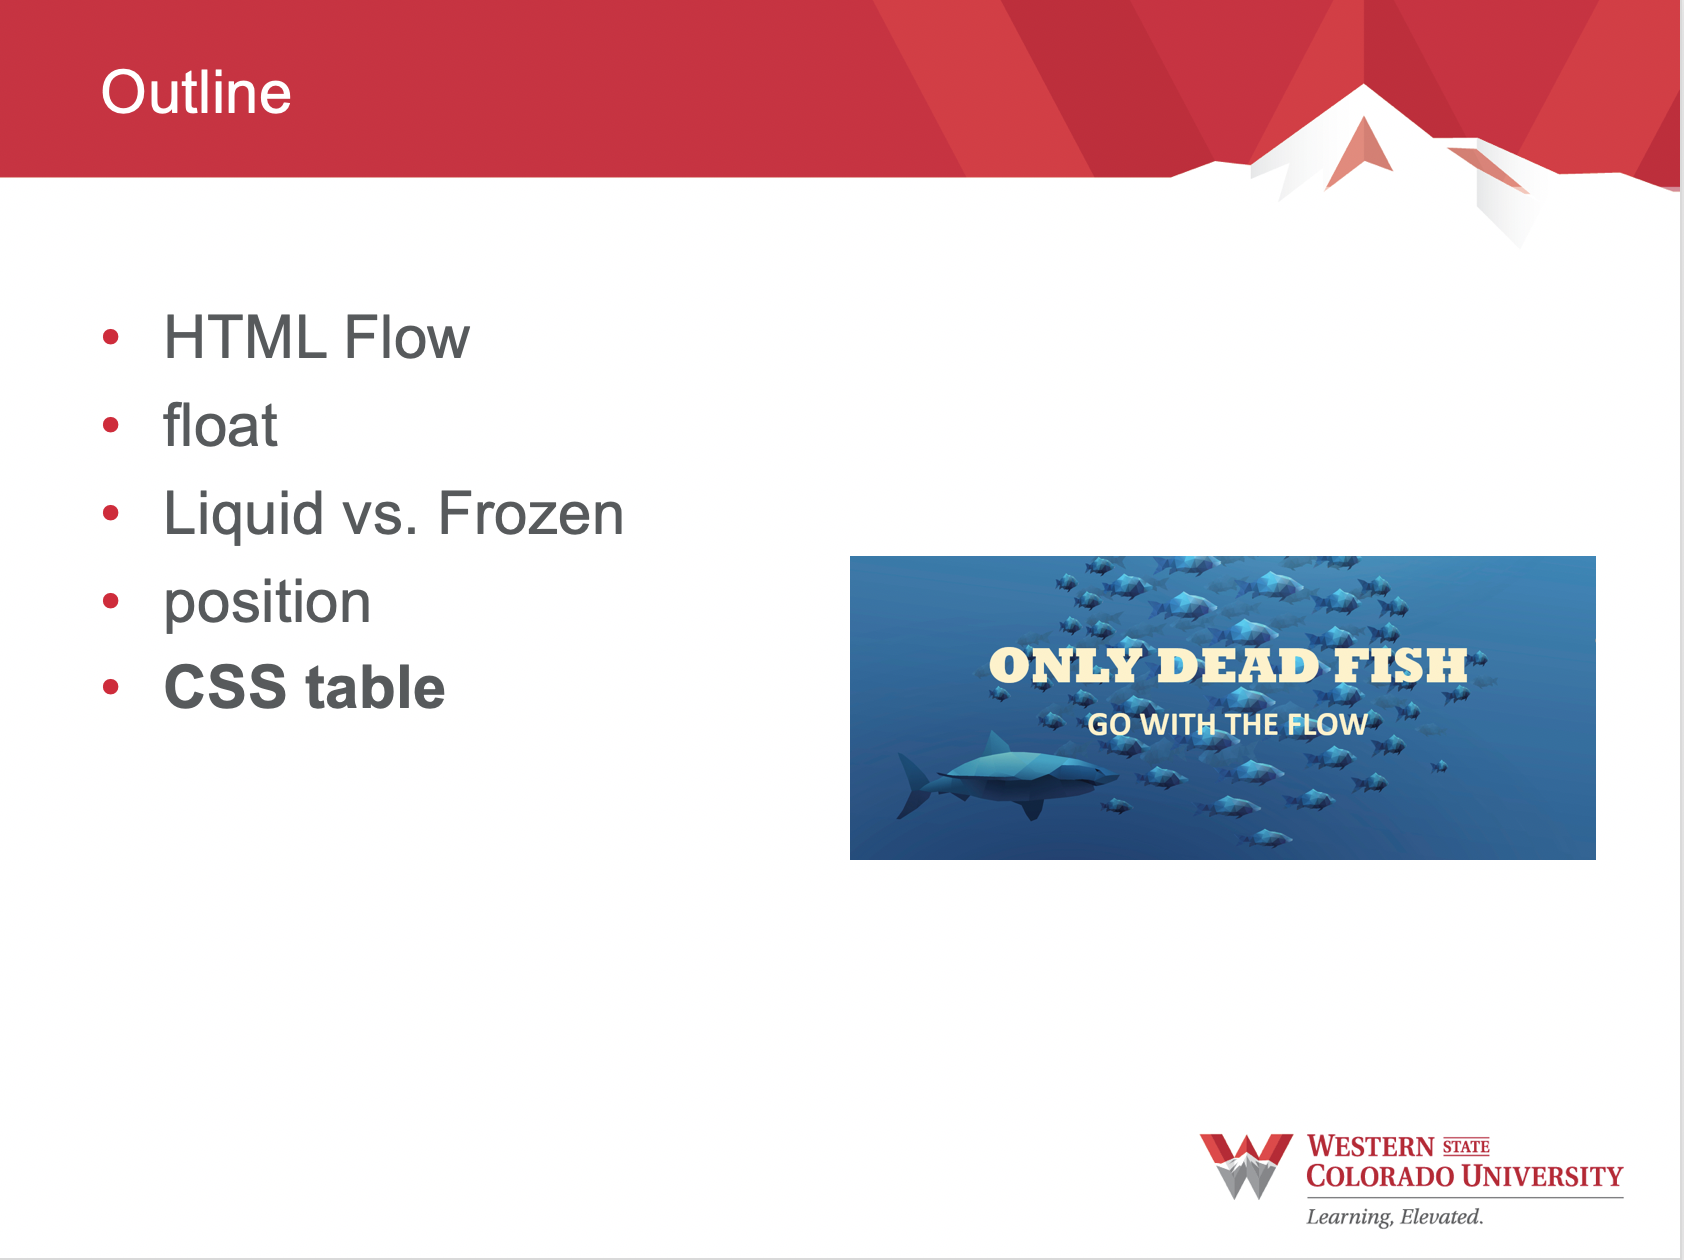 Outline
• HTML Flow
• float
• Liquid vs. Frozen
• position
• CSS table
ONLY DEAD FISH
GO WITH THE FLOW
WESTERN STATE
COLORADO UNIVERSITY
Learning, Elevated.